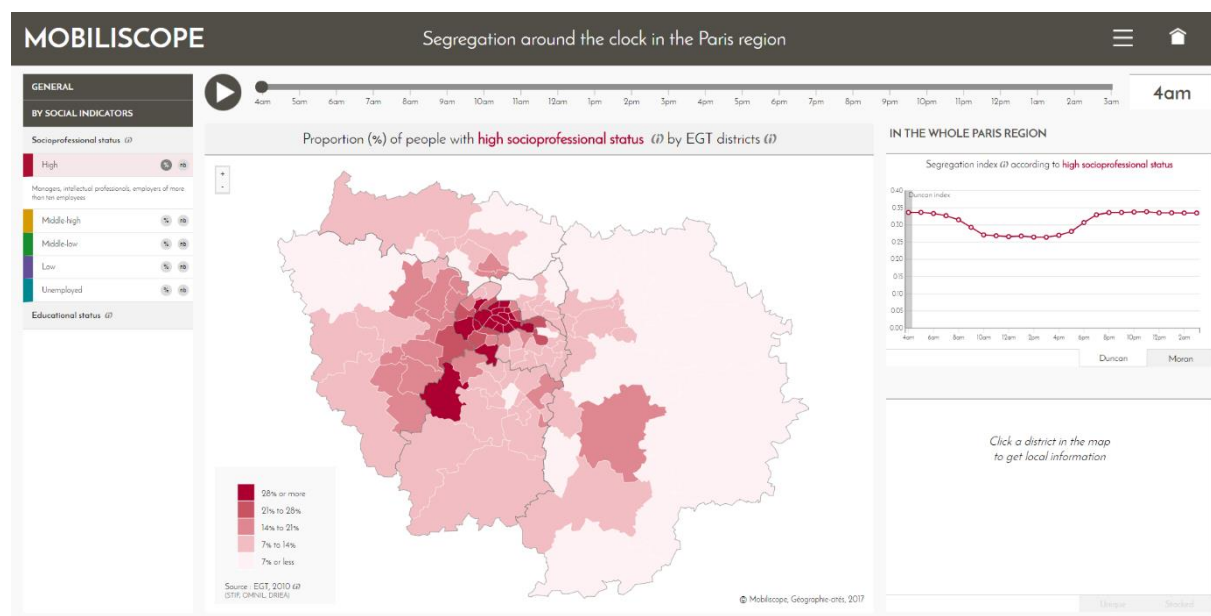 MOBILISCOPE
Segregation around the clock in the Paris region
GENERAL
BY SOCIAL INDICATORS
Socioprofessional status (i)
High % nb
Managers, intellectual professionals, employers of more
than ten employees
Middle-high % nb
Middle-low % nb
Low % nb
Unemployed % nb
Educational status (i)
4am 5am 6am 7am 8am 9am 10am 11am 12am 1pm 2pm 3pm 4pm 5pm 6pm 7pm 8pm 9pm 10pm 11pm 12pm 1am 2am 3am
4am
Proportion (%) of people with high socioprofessional status (i) by EGT districts (i)
+
-
28% or more
21% to 28%
14% to 21%
7% to 14%
7% or less
Source : EGT, 2010 (i)
(STIF, OMNIL, DRIEA)
© Mobiliscope, Géographie-cités, 2017
IN THE WHOLE PARIS REGION
Segregation index (i) according to high socioprofessional status
Duncan index
0.40
0.35
0.30
0.25
0.20
0.15
0.10
0.05
0.00
4am 6am 8am 10am 12am 2pm 4pm 6pm 8pm 10pm 12pm 2am
Duncan Moran
Click a district in the map
to get local information
Unique Stacked